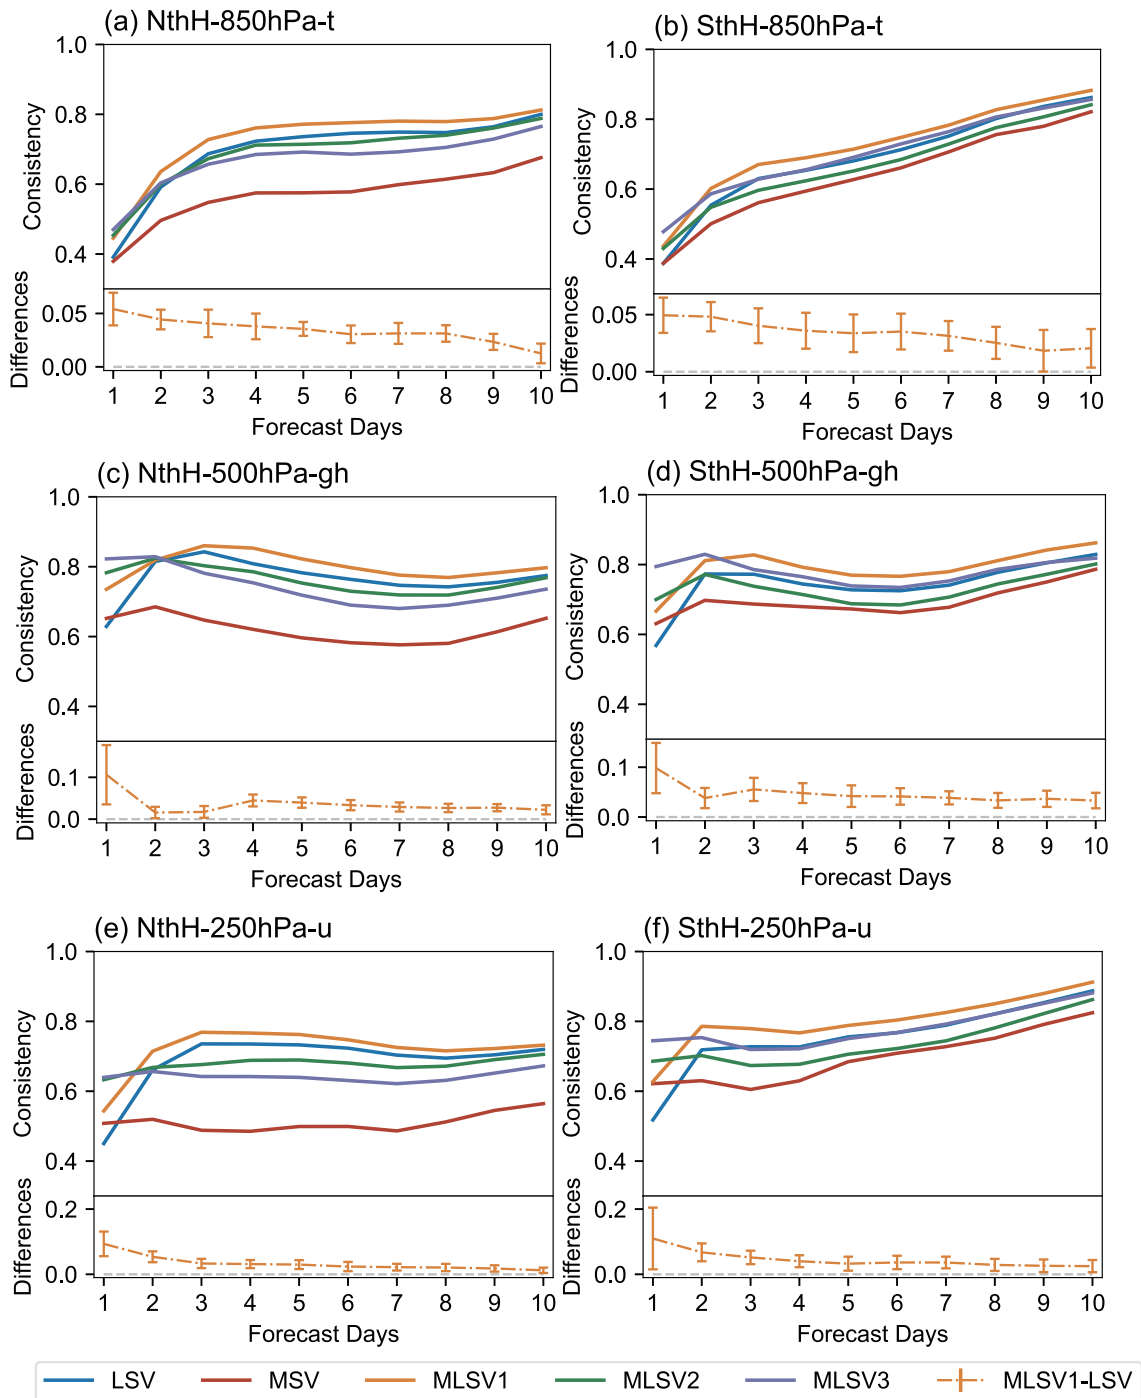 (a) NthH-850hPa-t
1.0
0.8
0.6
0.4
Consistency
0.05
0.00
Differences
1 2 3 4 5 6 7 8 9 10
Forecast Days
(b) SthH-850hPa-t
1.0
0.8
0.6
0.4
Consistency
0.05
0.00
Differences
1 2 3 4 5 6 7 8 9 10
Forecast Days
(c) NthH-500hPa-gh
1.0
0.8
0.6
0.4
Consistency
0.1
0.0
Differences
1 2 3 4 5 6 7 8 9 10
Forecast Days
(d) SthH-500hPa-gh
1.0
0.8
0.6
0.4
Consistency
0.1
0.0
Differences
1 2 3 4 5 6 7 8 9 10
Forecast Days
(e) NthH-250hPa-u
1.0
0.8
0.6
0.4
Consistency
0.2
0.0
Differences
1 2 3 4 5 6 7 8 9 10
Forecast Days
(f) SthH-250hPa-u
1.0
0.8
0.6
0.4
Consistency
0.2
0.0
Differences
1 2 3 4 5 6 7 8 9 10
Forecast Days
LSV MSV MLSV1 MLSV2 MLSV3 MLSV1-LSV